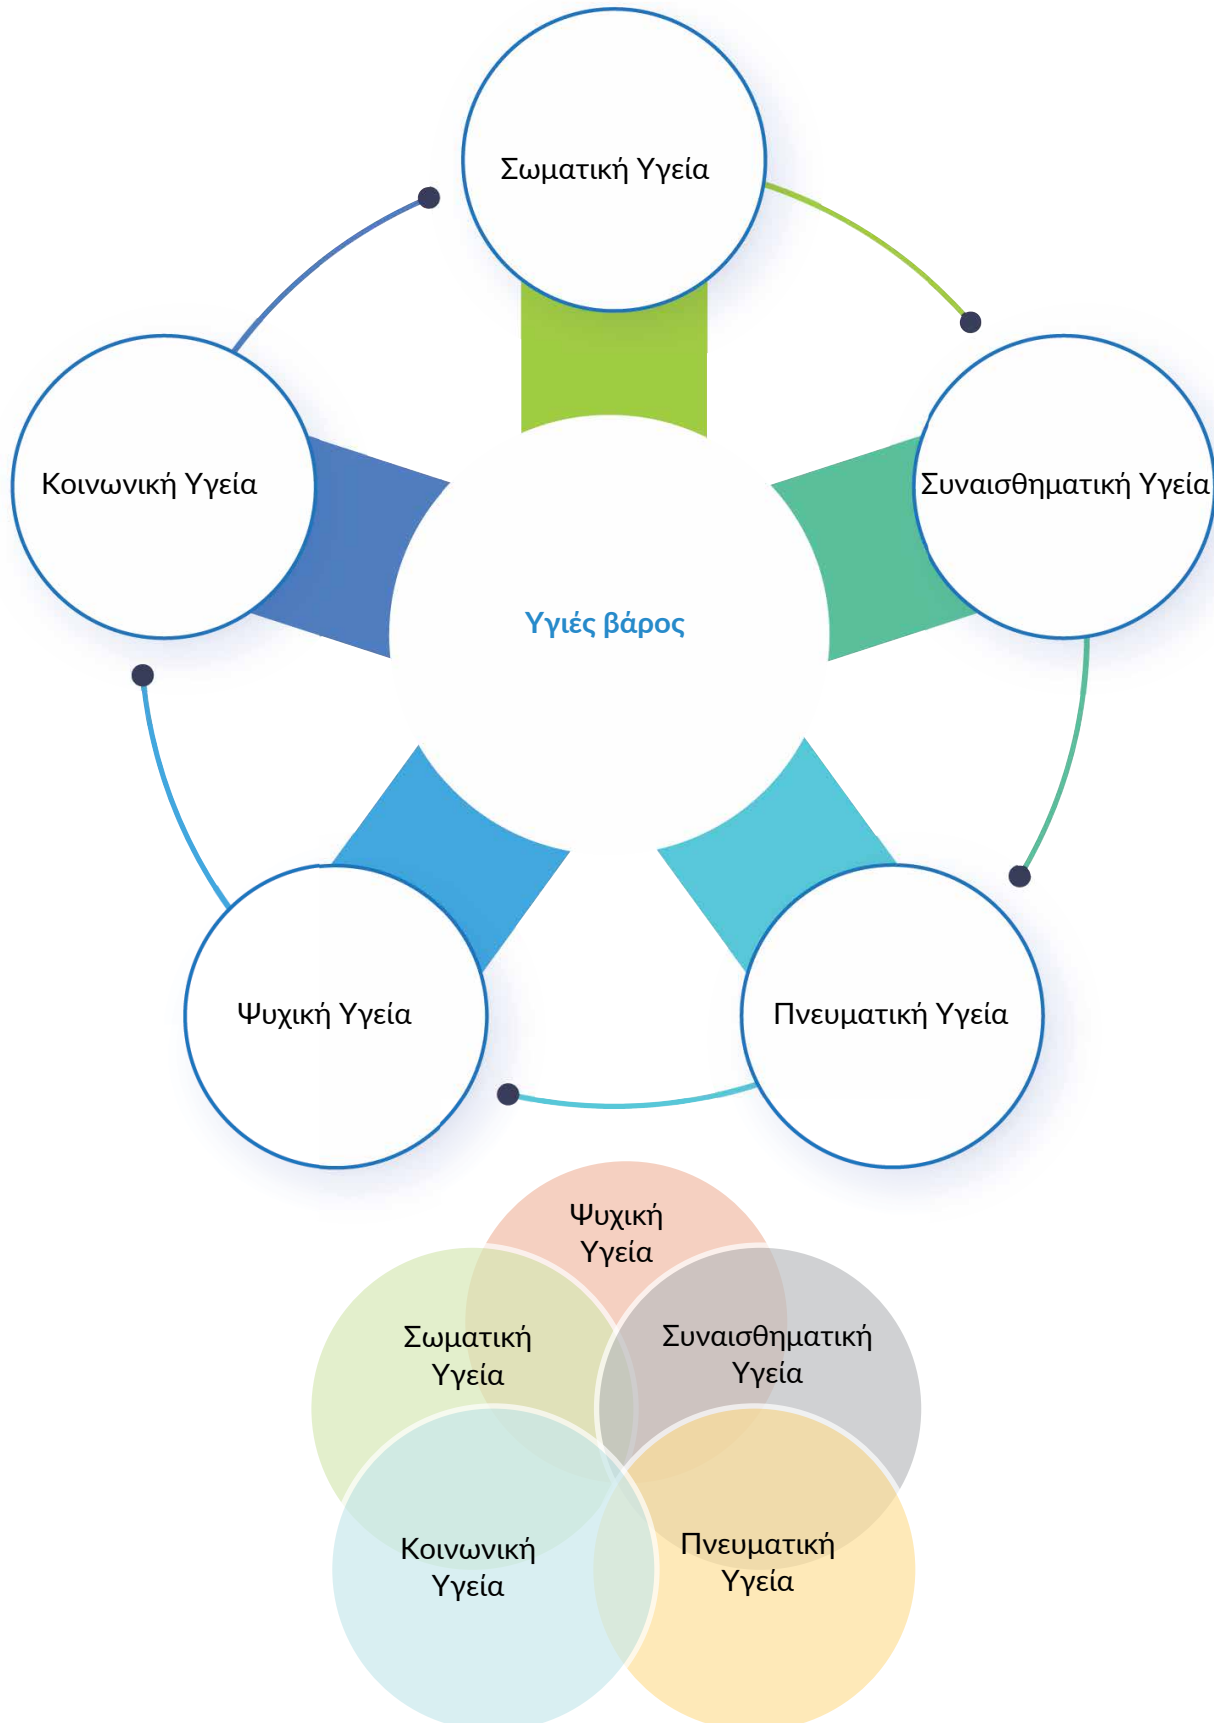 Σωματική Υγεία
Κοινωνική Υγεία
Συναισθηματική Υγεία
Υγιές βάρος
Ψυχική Υγεία
Πνευματική Υγεία
Ψυχική
Υγεία
Σωματική
Υγεία
Συναισθηματική
Υγεία
Κοινωνική
Υγεία
Πνευματική
Υγεία